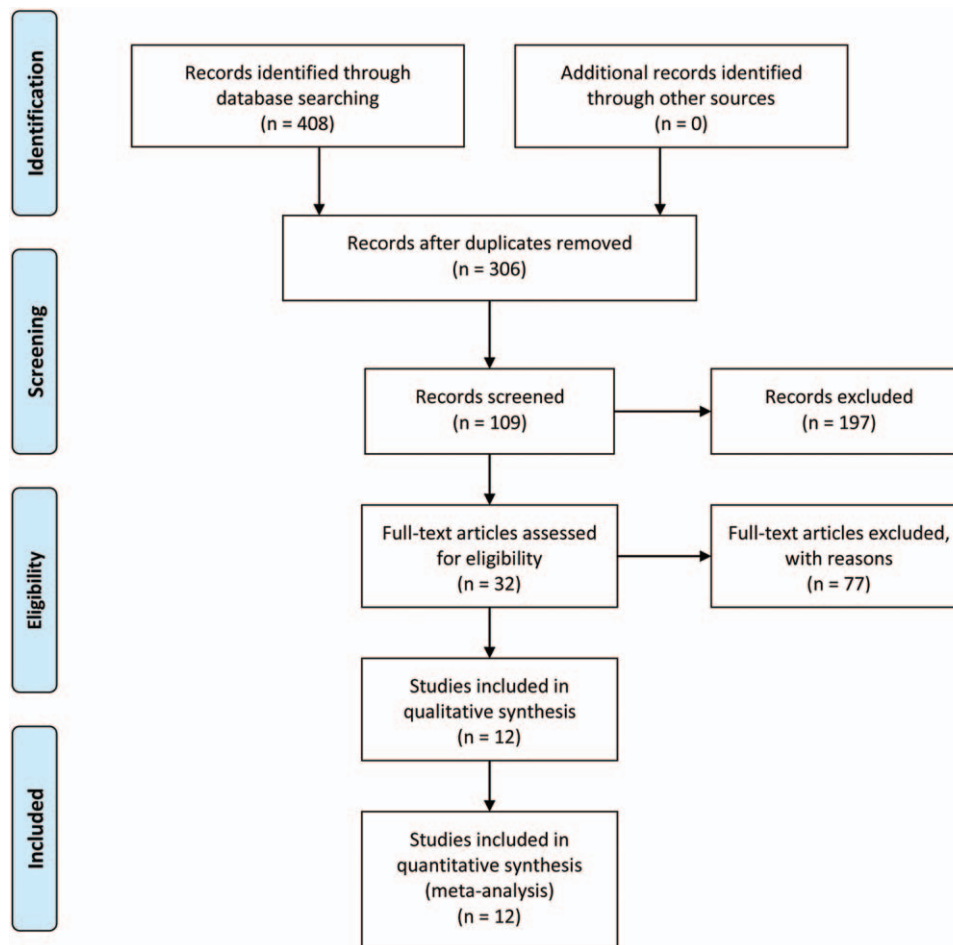 Identification
Records identified through
database searching
(n = 408)
Additional records identified
through other sources
(n = 0)
Records after duplicates removed
(n = 306)
Screening
Records screened
(n = 109)
Records excluded
(n = 197)
Eligibility
Full-text articles assessed
for eligibility
(n = 32)
Full-text articles excluded,
with reasons
(n = 77)
Studies included in
qualitative synthesis
(n = 12)
Included
Studies included in
quantitative synthesis
(meta-analysis)
(n = 12)